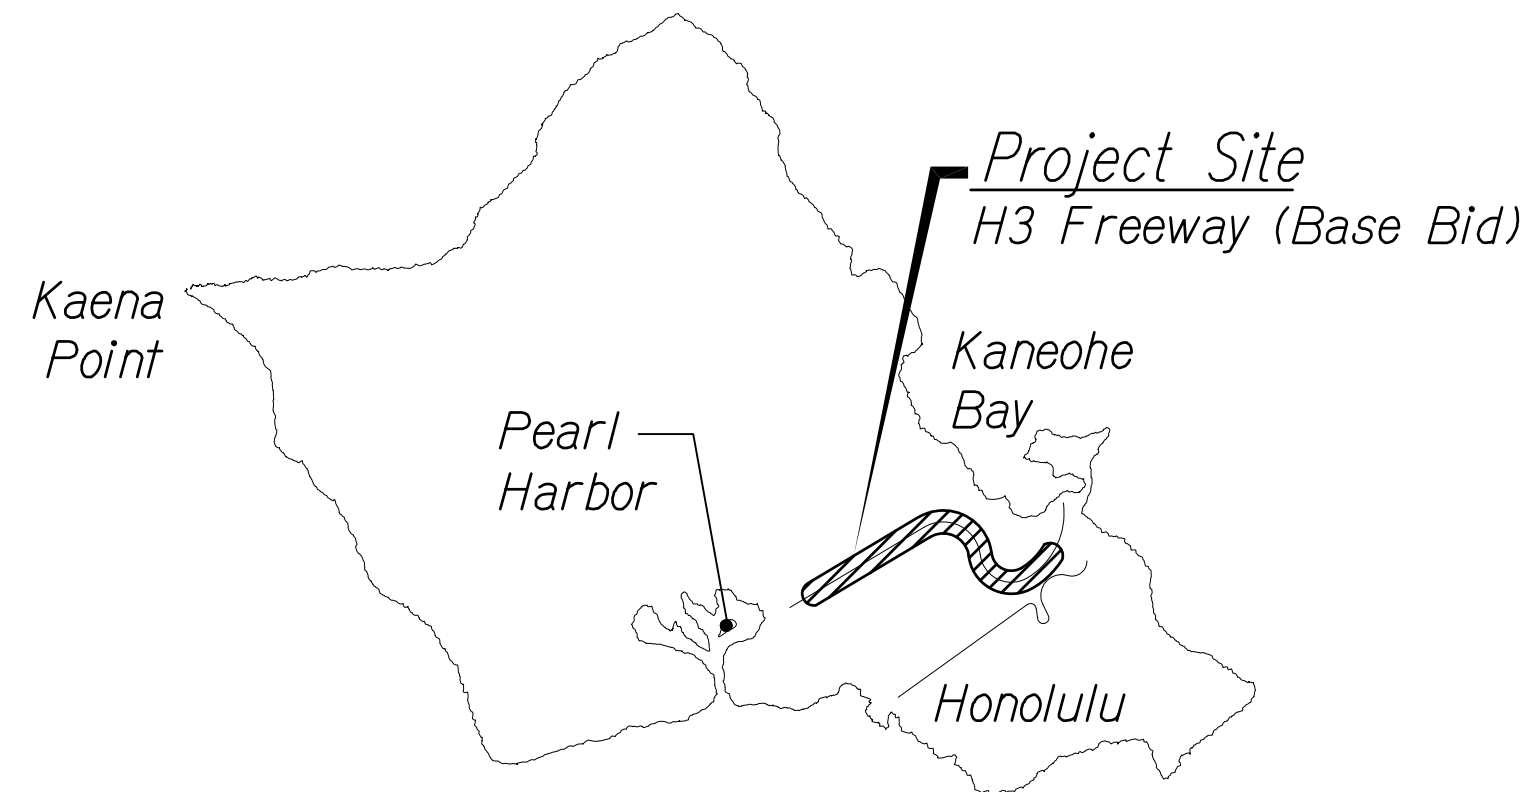 Project Site
H3 Freeway (Base Bid)
Kaena
Point
Kaneohe
Bay
Pearl
Harbor
Honolulu